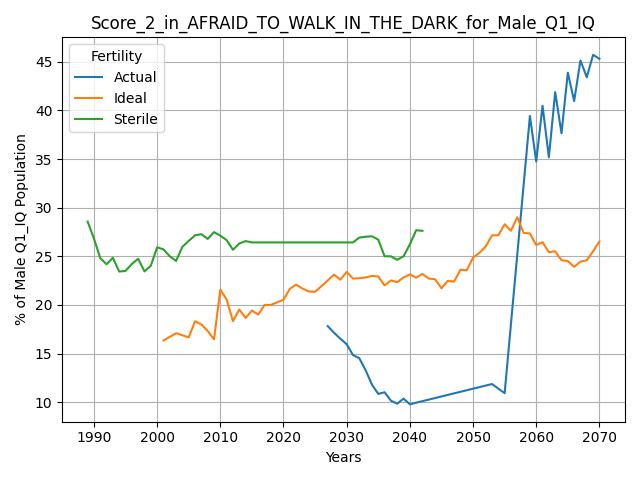 Score_2_in_AFRAID_TO_WALK_IN_THE_DARK_for_Male_Q1_IQ
Fertility
Actual
Ideal
Sterile
% of Male Q1_IQ Population
45
40
35
30
25
20
15
10
1990 2000 2010 2020 2030 2040 2050 2060 2070
Years